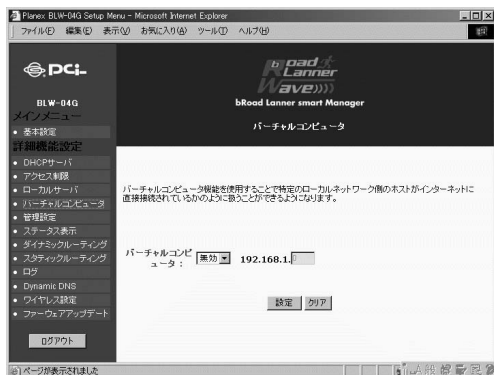 Planex BLW-04G Setup Menu - Microsoft Internet Explorer
ファイル(F) 編集(E) 表示(V) お気に入り(A) ツール(T) ヘルプ(H)
PCi
BLW-04G
メインメニュー
• 基本設定
詳細機能設定
• DHCPサーバ
• アクセス制限
• ローカルサーバ
• バーチャルコンピュータ
• 管理設定
• ステータス表示
• ダイナミックルーティング
• スタティックルーティング
• ログ
• Dynamic DNS
• ワイヤレス設定
• ファームウェアアップデート
ログアウト
bRoad Lanner Wave)))
bRoad Lanner smart Manager
バーチャルコンピュータ
バーチャルコンピュータ機能を使用することで特定のローカルネットワーク側のホストがインターネットに
直接接続されているかのように扱うことができるようになります。
バーチャルコンピュータ：
無効 192.168.1.0
設定 クリア
ページが表示されました